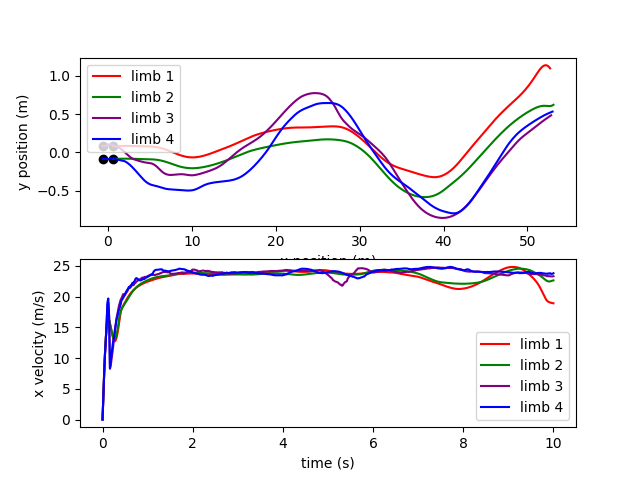 y position (m)
1.0
0.5
0.0
−0.5
limb 1
limb 2
limb 3
limb 4
0 10 20 30 40 50
x position (m)
x velocity (m/s)
25
20
15
10
5
0
limb 1
limb 2
limb 3
limb 4
0 2 4 6 8 10
time (s)